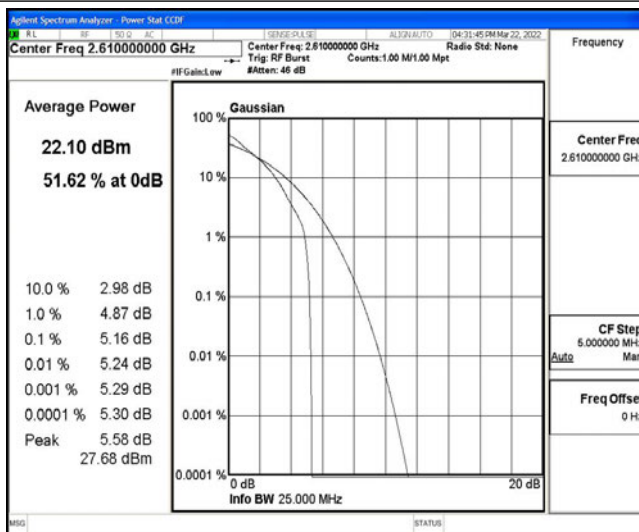 Agilent Spectrum Analyzer - Power Stat CCDF
RL RF 50 Ω AC SENSE:PULSE ALIGNAUTO 04:31:45 PM Mar 22, 2022
Center Freq 2.610000000 GHz
Center Freq: 2.610000000 GHz Radio Std: None
Trig: RF Burst Counts:1.00 M/1.00 Mpt
#IFGain:Low #Atten: 46 dB
Frequency
Average Power
22.10 dBm
51.62 % at 0dB
10.0 % 2.98 dB
1.0 % 4.87 dB
0.1 % 5.16 dB
0.01 % 5.24 dB
0.001 % 5.29 dB
0.0001 % 5.30 dB
Peak 5.58 dB
27.68 dBm
Gaussian
100 %
10 %
1 %
0.1 %
0.01 %
0.001 %
0.0001 %
0 dB 20 dB
Info BW 25.000 MHz
Center Freq
2.610000000 GHz
CF Step
5.000000 MHz
Auto Man
Freq Offse
0 Hz
MSG STATUS